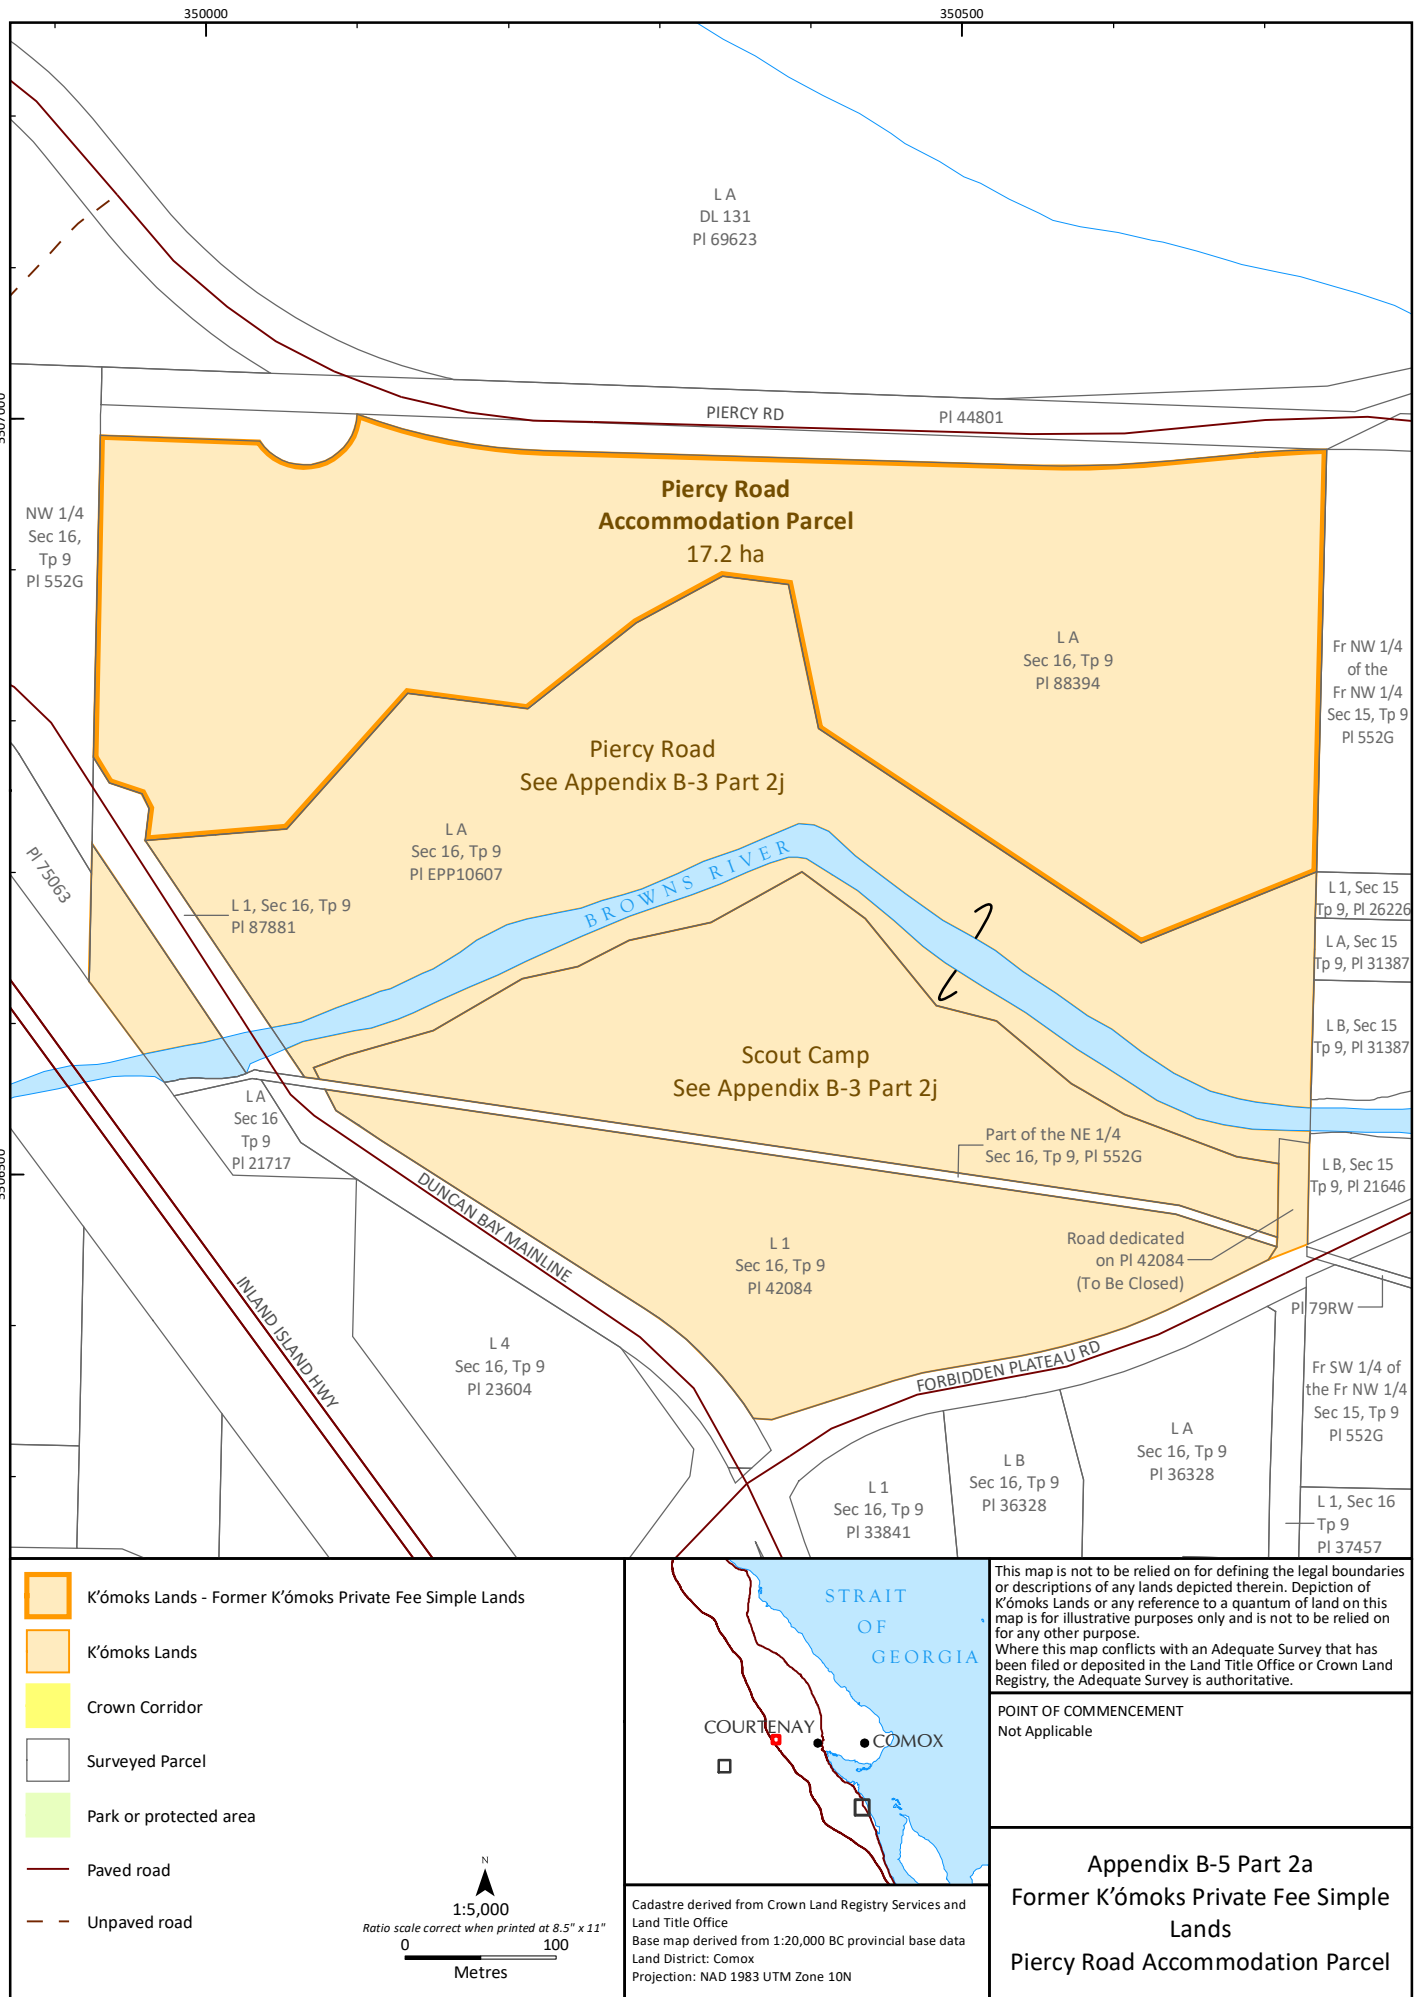 350000
350500
L A
DL 131
Pl 69623
5507000
PIERCY RD
Pl 44801
Piercy Road
Accommodation Parcel
17.2 ha
NW 1/4
Sec 16,
Tp 9
Pl 552G
L A
Sec 16, Tp 9
Pl 88394
Fr NW 1/4
of the
Fr NW 1/4
Sec 15, Tp 9
Pl 552G
Piercy Road
See Appendix B-3 Part 2j
L A
Sec 16, Tp 9
Pl EPP10607
BROWNS RIVER
Pl 75063
L 1, Sec 16, Tp 9
Pl 87881
L 1, Sec 15
Tp 9, Pl 26226
L A, Sec 15
Tp 9, Pl 31387
L B, Sec 15
Tp 9, Pl 31387
Scout Camp
See Appendix B-3 Part 2j
L A
Sec 16
Tp 9
Pl 21717
Part of the NE 1/4
Sec 16, Tp 9, Pl 552G
L B, Sec 15
Tp 9, Pl 21646
5506500
DUNCAN BAY MAINLINE
L 1
Sec 16, Tp 9
Pl 42084
Road dedicated
on Pl 42084
(To Be Closed)
Pl 79RW
INLAND ISLAND HWY
L 4
Sec 16, Tp 9
Pl 23604
FORBIDDEN PLATEAU RD
Fr SW 1/4 of
the Fr NW 1/4
Sec 15, Tp 9
Pl 552G
L A
Sec 16, Tp 9
Pl 36328
L B
Sec 16, Tp 9
Pl 36328
L 1
Sec 16, Tp 9
Pl 33841
L 1, Sec 16
Tp 9
Pl 37457
K'ómoks Lands - Former K'ómoks Private Fee Simple Lands
K'ómoks Lands
Crown Corridor
Surveyed Parcel
Park or protected area
Paved road
Unpaved road
N
1:5,000
Ratio scale correct when printed at 8.5" x 11"
0 100
Metres
STRAIT
OF
GEORGIA
COURTENAY
COMOX
Cadastre derived from Crown Land Registry Services and
Land Title Office
Base map derived from 1:20,000 BC provincial base data
Land District: Comox
Projection: NAD 1983 UTM Zone 10N
This map is not to be relied on for defining the legal boundaries
or descriptions of any lands depicted therein. Depiction of
K'ómoks Lands or any reference to a quantum of land on this
map is for illustrative purposes only and is not to be relied on
for any other purpose.
Where this map conflicts with an Adequate Survey that has
been filed or deposited in the Land Title Office or Crown Land
Registry, the Adequate Survey is authoritative.
POINT OF COMMENCEMENT
Not Applicable
Appendix B-5 Part 2a
Former K'ómoks Private Fee Simple
Lands
Piercy Road Accommodation Parcel